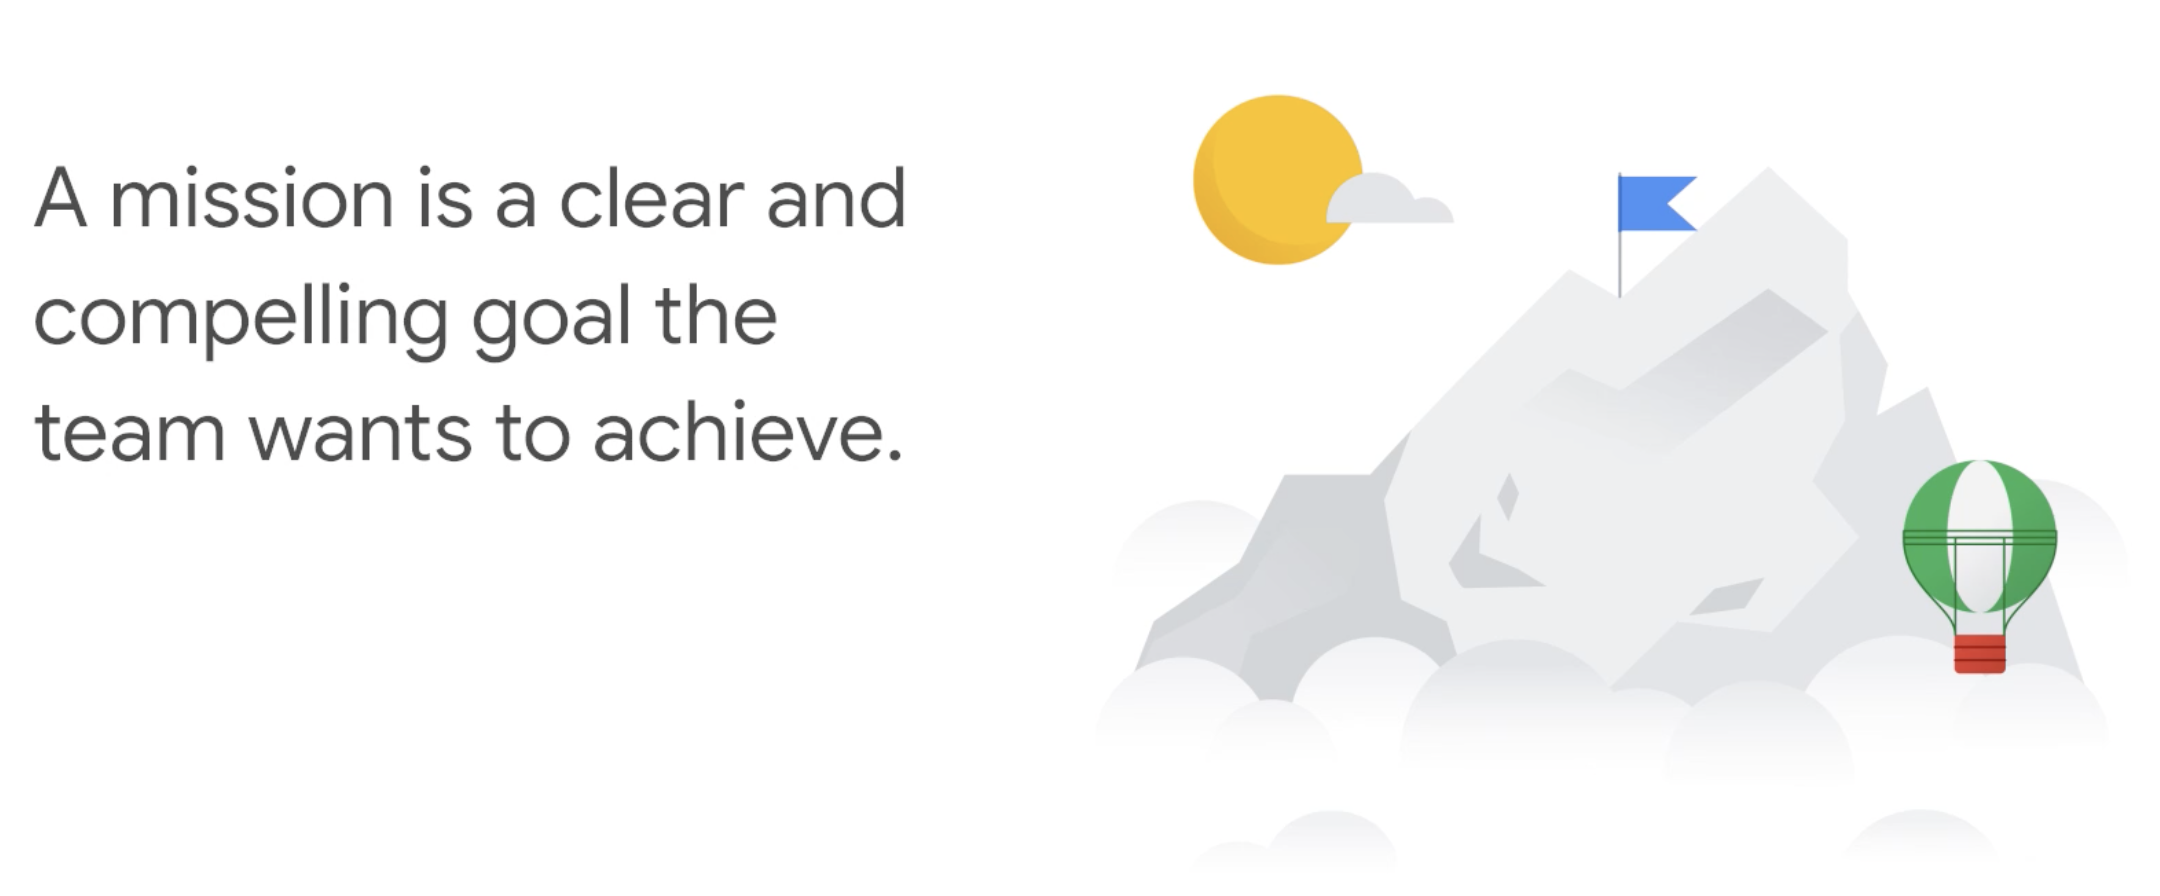 A mission is a clear and
compelling goal the
team wants to achieve.